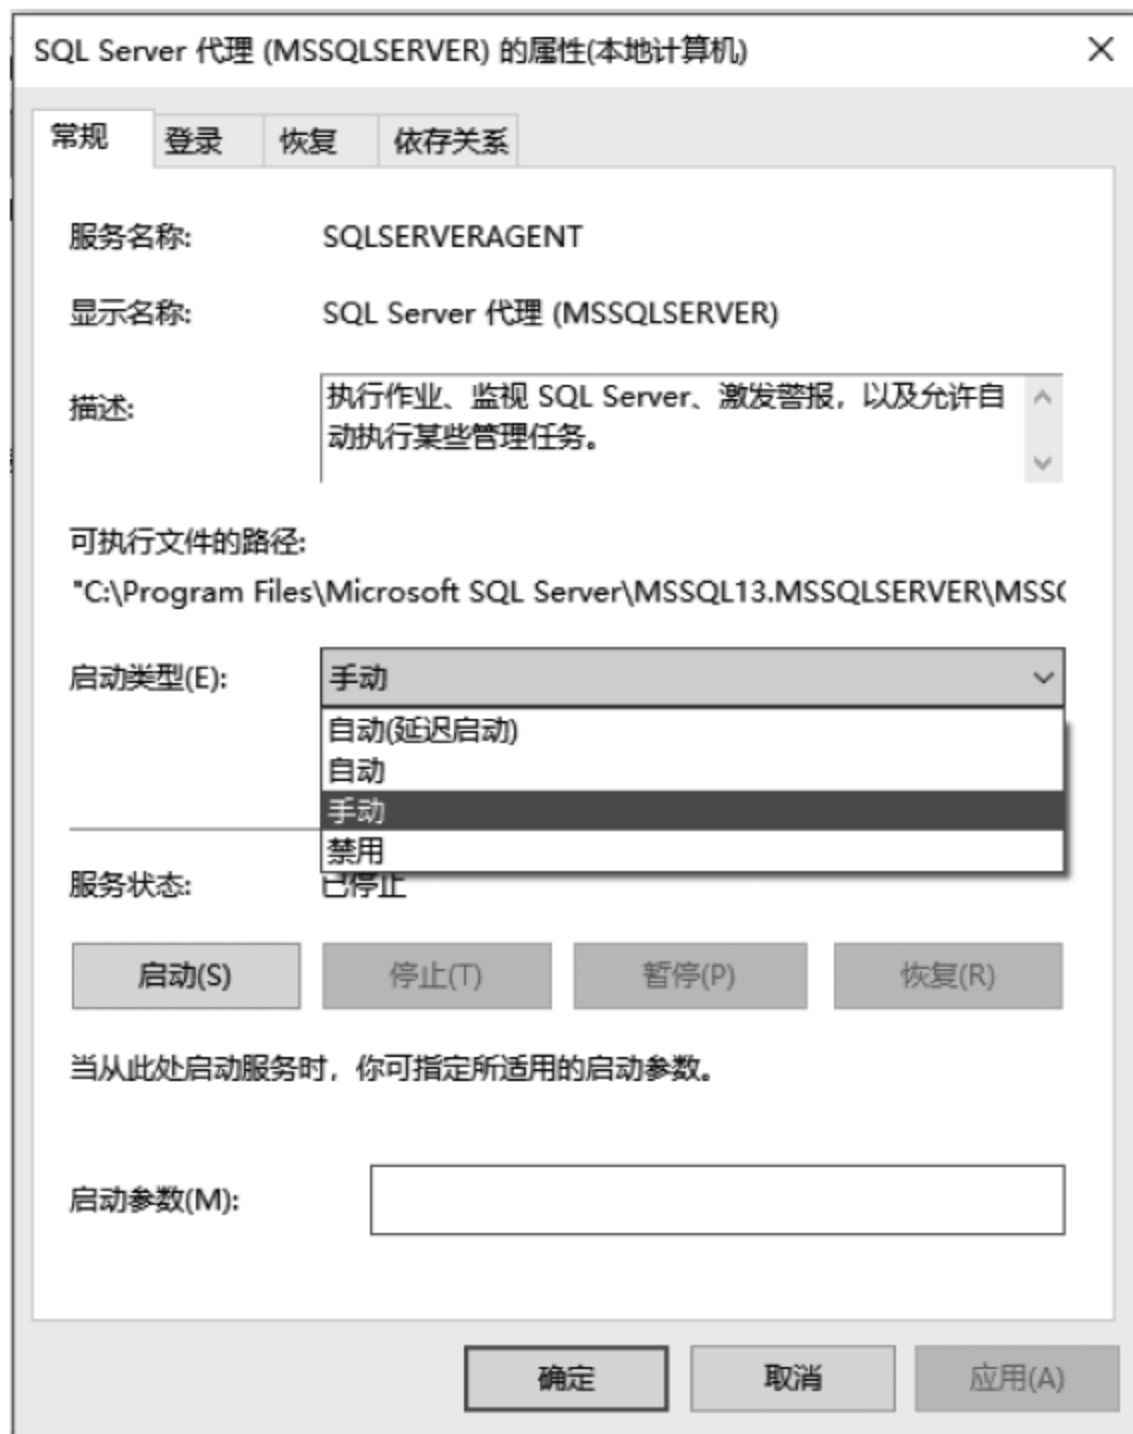 SQL Server 代理 (MSSQLSERVER) 的属性(本地计算机)
常规 登录 恢复 依存关系
服务名称: SQLSERVERAGENT
显示名称: SQL Server 代理 (MSSQLSERVER)
描述: 执行作业、监视 SQL Server、激发警报，以及允许自
动执行某些管理任务。
可执行文件的路径:
"C:\Program Files\Microsoft SQL Server\MSSQL13.MSSQLSERVER\MSSQ
启动类型(E): 手动
自动(延迟启动)
自动
手动
禁用
服务状态: 已停止
启动(S) 停止(T) 暂停(P) 恢复(R)
当从此处启动服务时，你可指定所适用的启动参数。
启动参数(M):
确定 取消 应用(A)